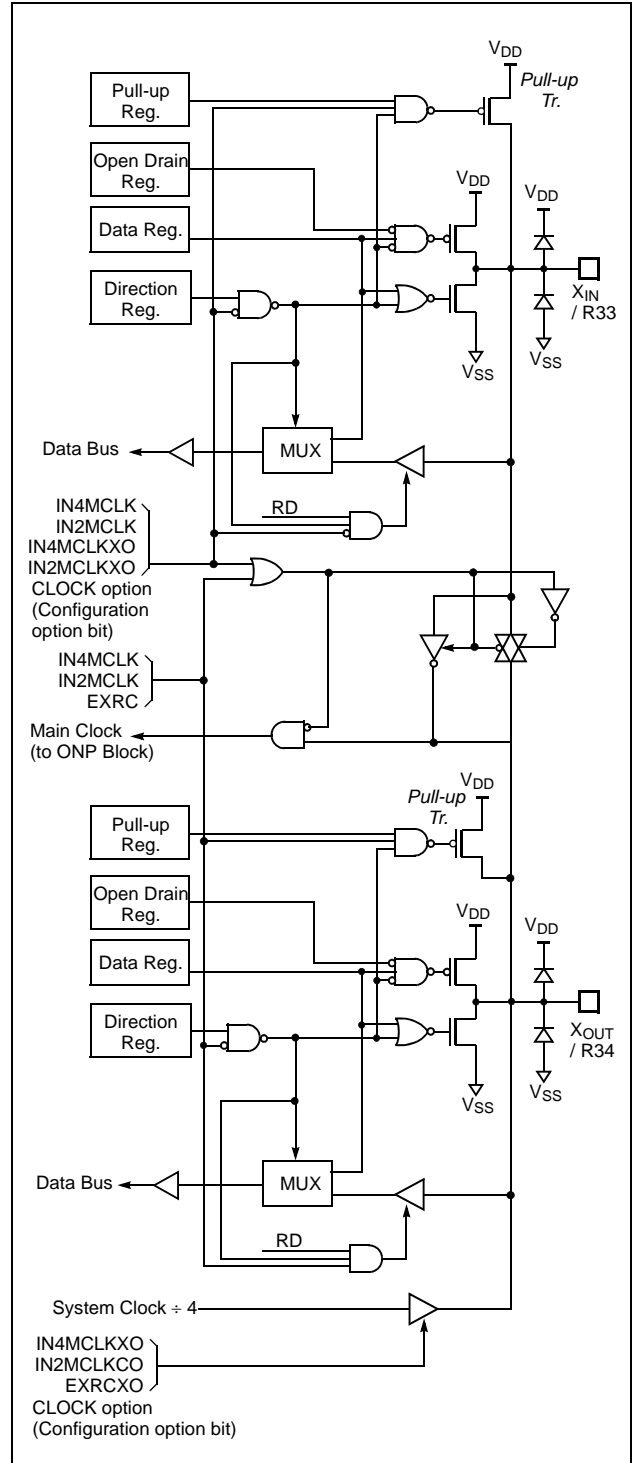 VDD
Pull-up
Tr.
Pull-up
Reg.
Open Drain
Reg.
VDD
VDD
Data Reg.
Direction
Reg.
XIN
/ R33
VSS
VSS
Data Bus
MUX
RD
IN4MCLK
IN2MCLK
IN4MCLKXO
IN2MCLKXO
CLOCK option
(Configuration
option bit)
IN4MCLK
IN2MCLK
EXRC
Main Clock
(to ONP Block)
VDD
Pull-up
Tr.
Pull-up
Reg.
Open Drain
Reg.
VDD
VDD
Data Reg.
Direction
Reg.
XOUT
/ R34
VSS
VSS
Data Bus
MUX
RD
System Clock ÷ 4
IN4MCLKXO
IN2MCLKCO
EXRCXO
CLOCK option
(Configuration option bit)